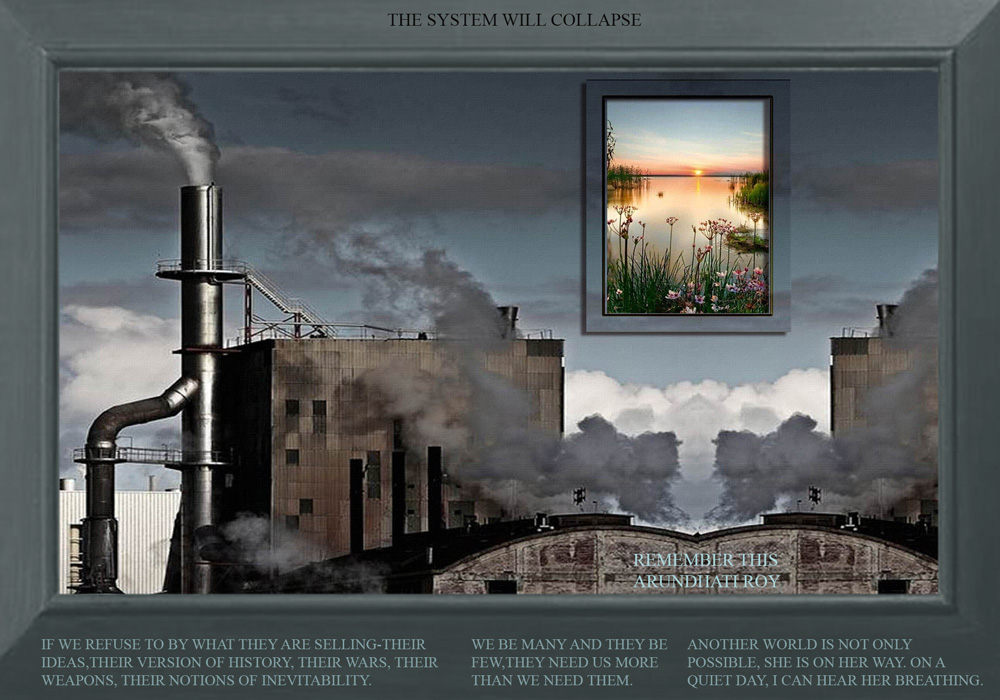 THE SYSTEM WILL COLLAPSE
REMEMBER THIS
ARUNDHATI ROY
IF WE REFUSE TO BY WHAT THEY ARE SELLING-THEIR
IDEAS,THEIR VERSION OF HISTORY, THEIR WARS, THEIR
WEAPONS, THEIR NOTIONS OF INEVITABILITY.
WE BE MANY AND THEY BE
FEW,THEY NEED US MORE
THAN WE NEED THEM.
ANOTHER WORLD IS NOT ONLY
POSSIBLE, SHE IS ON HER WAY. ON A
QUIET DAY, I CAN HEAR HER BREATHING.